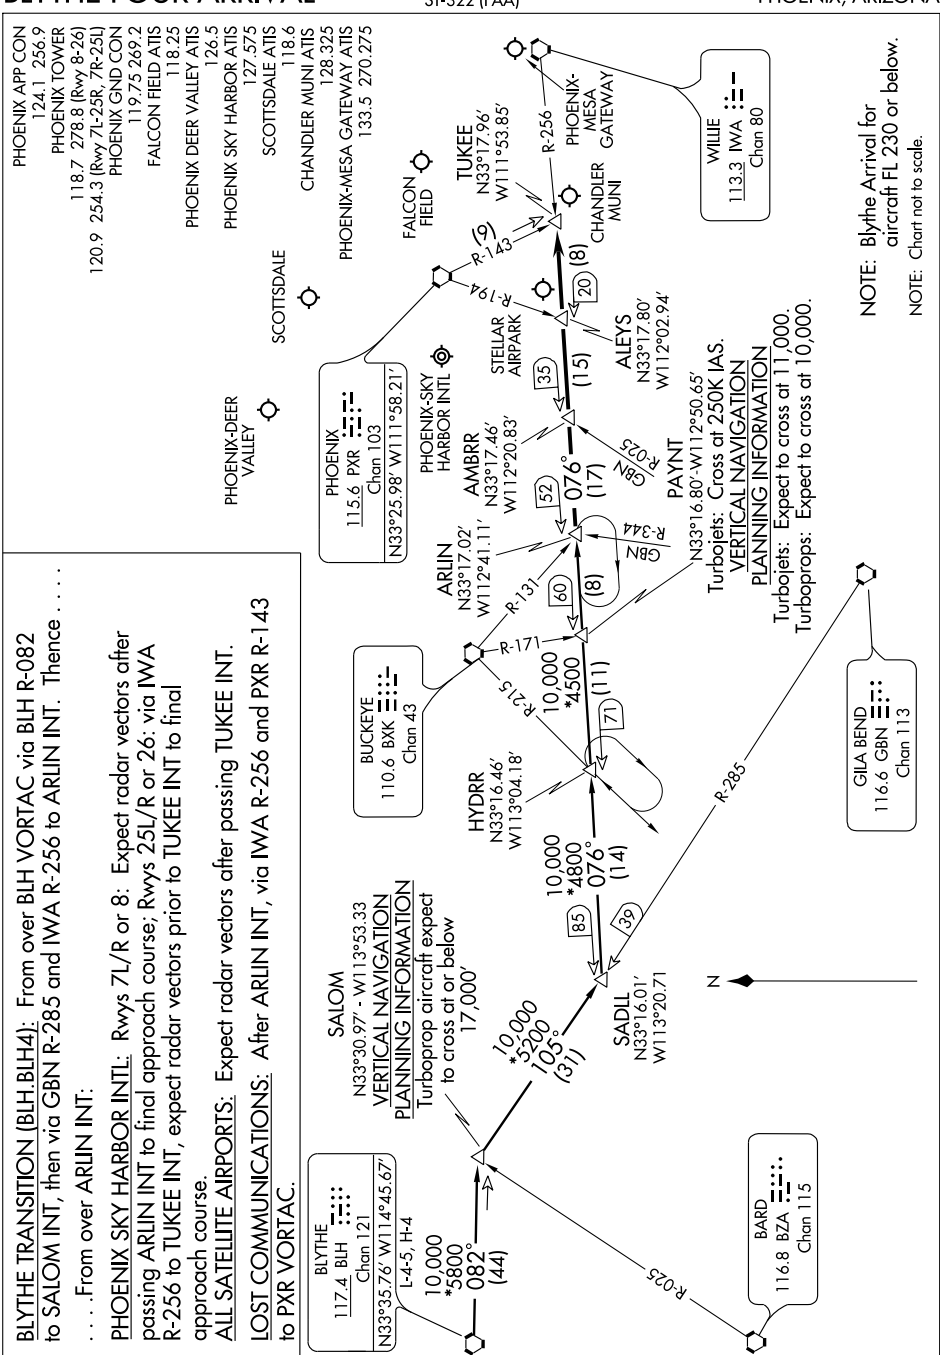 ST-322 (FAA)
PHOENIX, ARIZONA
BLYTHE TRANSITION (BLH.BLH4): From over BLH VORTAC via BLH R-082
to SALOM INT, then via GBN R-285 and IWA R-256 to ARLIN INT. Thence . . . .
. . . .From over ARLIN INT:
PHOENIX SKY HARBOR INTL: Rwys 7L/R or 8: Expect radar vectors after
passing ARLIN INT to final approach course; Rwys 25L/R or 26: via IWA
R-256 to TUKEE INT, expect radar vectors prior to TUKEE INT to final
approach course.
ALL SATELLITE AIRPORTS: Expect radar vectors after passing TUKEE INT.
LOST COMMUNICATIONS: After ARLIN INT, via IWA R-256 and PXR R-143
to PXR VORTAC.
PHOENIX APP CON
124.1 256.9
PHOENIX TOWER
118.7 278.8 (Rwy 8-26)
120.9 254.3 (Rwy 7L-25R, 7R-25L)
PHOENIX GND CON
119.75 269.2
FALCON FIELD ATIS
118.25
PHOENIX DEER VALLEY ATIS
126.5
PHOENIX SKY HARBOR ATIS
127.575
SCOTTSDALE ATIS
118.6
CHANDLER MUNI ATIS
128.325
PHOENIX-MESA GATEWAY ATIS
133.5 270.275
BLYTHE
117.4 BLH
Chan 121
N33°35.76' W114°45.67'
L-4-5, H-4
10,000
*5800
082°
(44)
SALOM
N33°30.97' - W113°53.33
VERTICAL NAVIGATION
PLANNING INFORMATION
Turboprop aircraft expect
to cross at or below
17,000'
10,000
*5200
105°
(31)
R-025
BARD
116.8 BZA
Chan 115
SADLL
N33°16.01'
W113°20.71
85
39
R-285
GILA BEND
116.6 GBN
Chan 113
N
10,000
*4800
076°
(14)
HYDRR
N33°16.46'
W113°04.18'
71
10,000
*4500
(11)
BUCKEYE
110.6 BXK
Chan 43
R-215
R-171
R-131
60
(8)
PAYNT
N33°16.80'-W112°50.65'
Turbojets: Cross at 250K IAS.
VERTICAL NAVIGATION
PLANNING INFORMATION
Turbojets: Expect to cross at 11,000.
Turboprops: Expect to cross at 10,000.
ARLIN
N33°17.02'
W112°41.11'
GBN
R-344
52
076°
(17)
AMBRR
N33°17.46'
W112°20.83'
GBN
R-025
35
(15)
PHOENIX
115.6 PXR
Chan 103
N33°25.98' W111°58.21'
PHOENIX-DEER
VALLEY
SCOTTSDALE
PHOENIX-SKY
HARBOR INTL
STELLAR
AIRPARK
R-194
R-143
(9)
ALEYS
N33°17.80'
W112°02.94'
20
(8)
FALCON
FIELD
TUKEE
N33°17.96'
W111°53.85'
CHANDLER
MUNI
R-256
PHOENIX-
MESA
GATEWAY
WILLIE
113.3 IWA
Chan 80
NOTE: Blythe Arrival for
aircraft FL 230 or below.
NOTE: Chart not to scale.